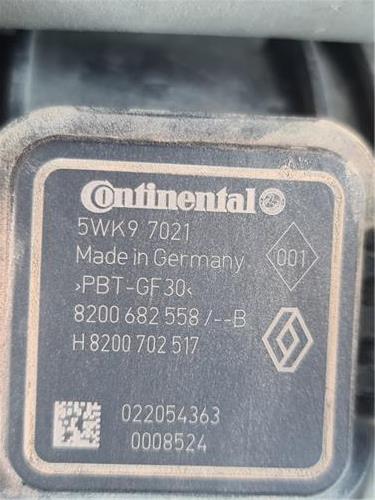 Continental
5WK9 7021
Made in Germany
001
>PBT-GF30<
8200 682 558 /--B
H 8200 702 517
022054363
0008524